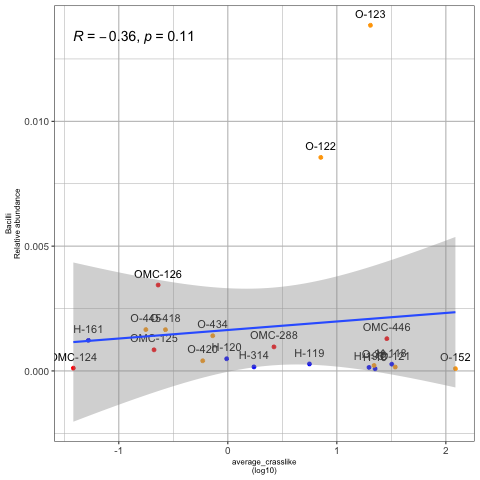 O-123
R = −0.36, p = 0.11
0.010
O-122
Bacilli
Relative abundance
0.005
OMC-126
O-418
O-434
OMC-446
H-161
OMC-125
OMC-288
H-120
O-420
H-119
H-314
OMC-124
O-152
0.000
-1
0
1
2
average_crasslike
(log10)